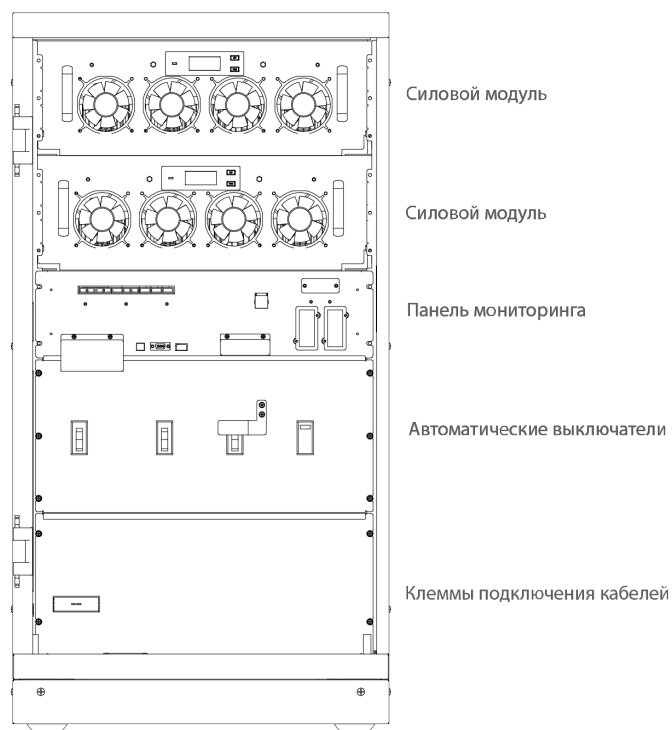 Силовой модуль
Силовой модуль
Панель мониторинга
Автоматические выключатели
Клеммы подключения кабелей